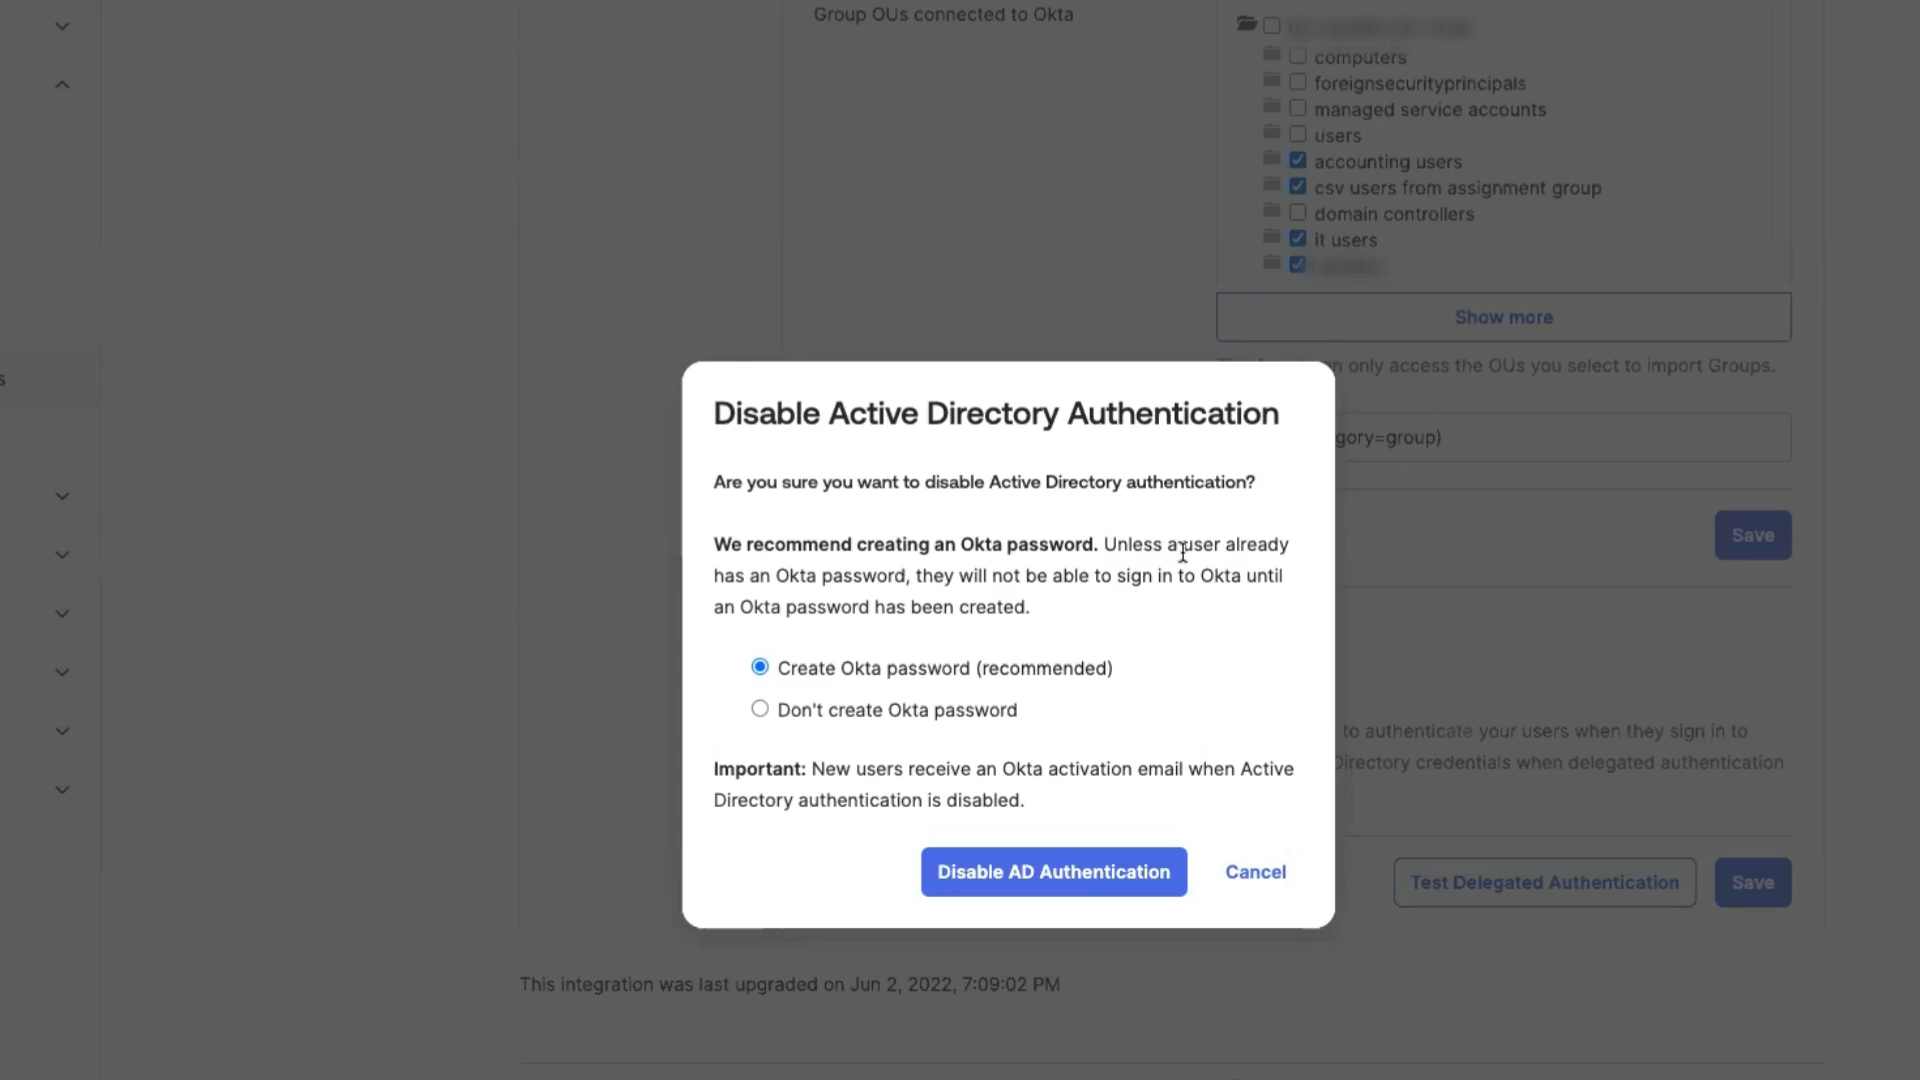 Group OUs connected to Okta
computers
foreignsecurityprincipals
managed service accounts
users
accounting users
csv users from assignment group
domain controllers
it users
Show more
only access the OUs you select to import Groups.
gory=group)
Save
Disable Active Directory Authentication
Are you sure you want to disable Active Directory authentication?
We recommend creating an Okta password. Unless a user already
has an Okta password, they will not be able to sign in to Okta until
an Okta password has been created.
Create Okta password (recommended)
Don't create Okta password
Important: New users receive an Okta activation email when Active
Directory authentication is disabled.
Disable AD Authentication
Cancel
to authenticate your users when they sign in to
Directory credentials when delegated authentication
Test Delegated Authentication
Save
This integration was last upgraded on Jun 2, 2022, 7:09:02 PM